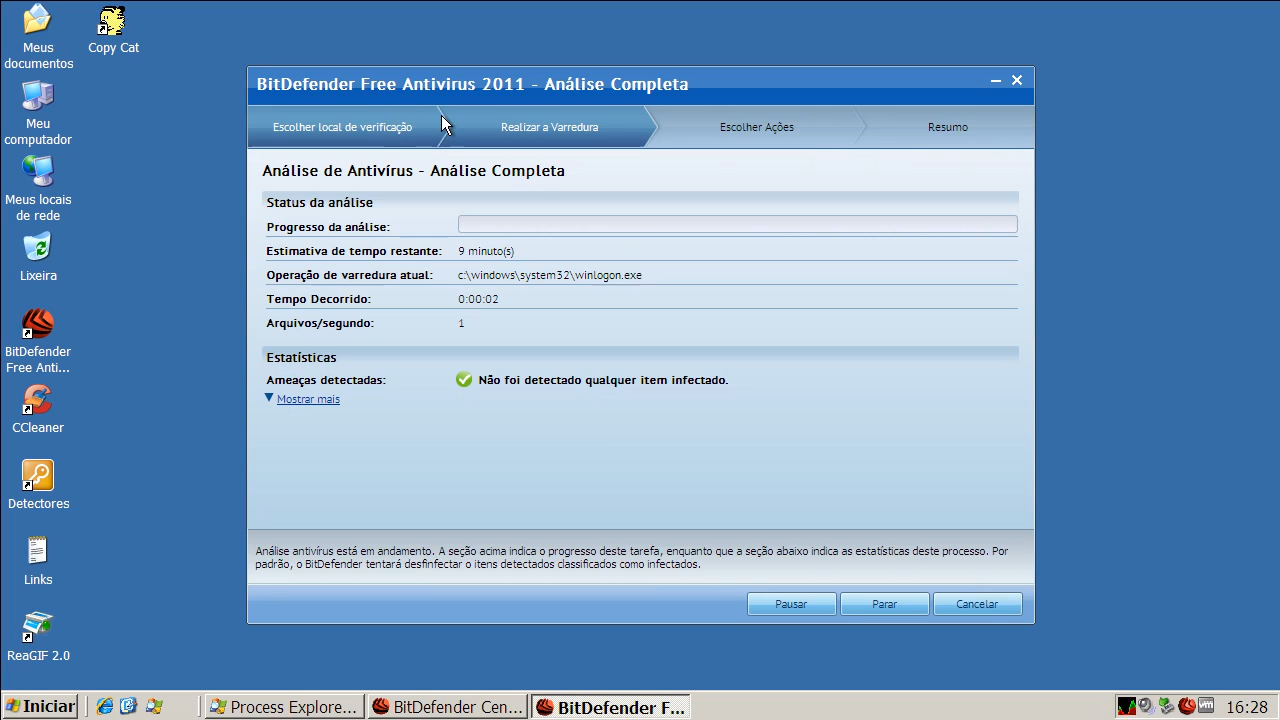 Meus
documentos
Copy Cat
Meu
computador
Meus locais
de rede
Lixeira
BitDefender
Free Anti...
CCleaner
Detectores
Links
ReaGIF 2.0
BitDefender Free Antivirus 2011 - Análise Completa
Escolher local de verificação
Realizar a Varredura
Escolher Ações
Resumo
Análise de Antivírus - Análise Completa
Status da análise
Progresso da análise:
Estimativa de tempo restante: 9 minuto(s)
Operação de varredura atual: c:\windows\system32\winlogon.exe
Tempo Decorrido: 0:00:02
Arquivos/segundo: 1
Estatísticas
Ameaças detectadas: Não foi detectado qualquer item infectado.
Mostrar mais
Análise antivírus está em andamento. A seção acima indica o progresso deste tarefa, enquanto que a seção abaixo indica as estatísticas deste processo. Por
padrão, o BitDefender tentará desfinfectar o itens detectados classificados como infectados.
Pausar
Parar
Cancelar
Iniciar
Process Explore...
BitDefender Cen...
BitDefender F...
vm
16:28